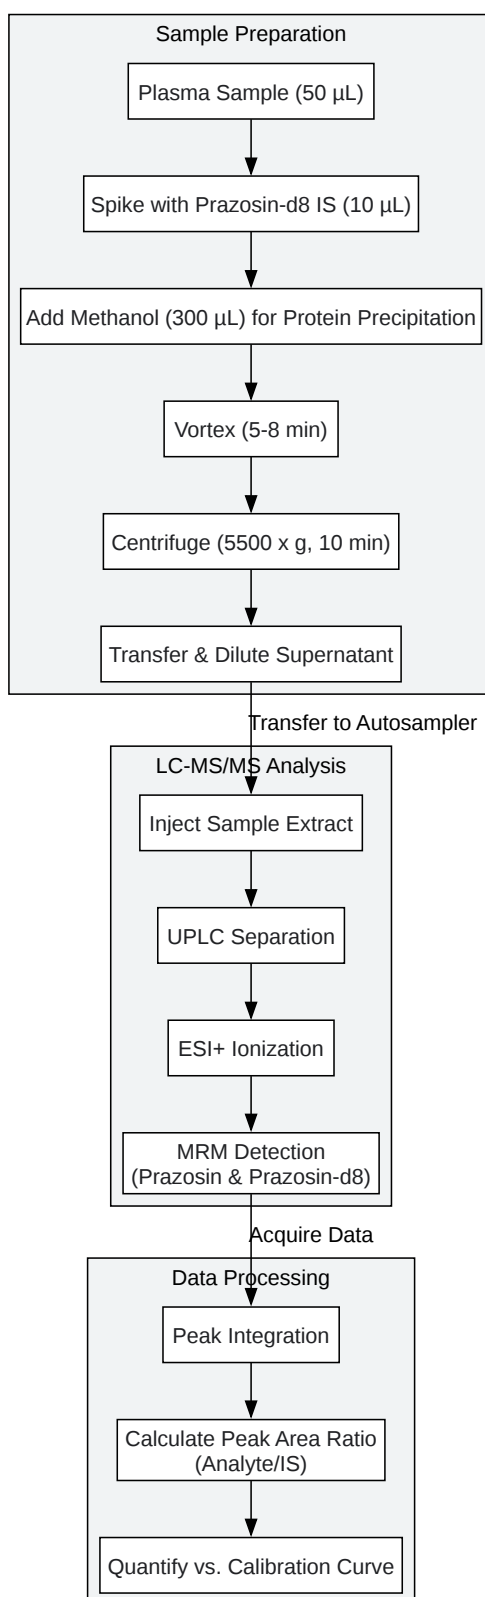 Sample Preparation
Plasma Sample (50 µL)
Spike with Prazosin-d8 IS (10 µL)
Add Methanol (300 µL) for Protein Precipitation
Vortex (5-8 min)
Centrifuge (5500 x g, 10 min)
Transfer & Dilute Supernatant
Transfer to Autosampler
LC-MS/MS Analysis
Inject Sample Extract
UPLC Separation
ESI+ Ionization
MRM Detection
(Prazosin & Prazosin-d8)
Acquire Data
Data Processing
Peak Integration
Calculate Peak Area Ratio
(Analyte/IS)
Quantify vs. Calibration Curve